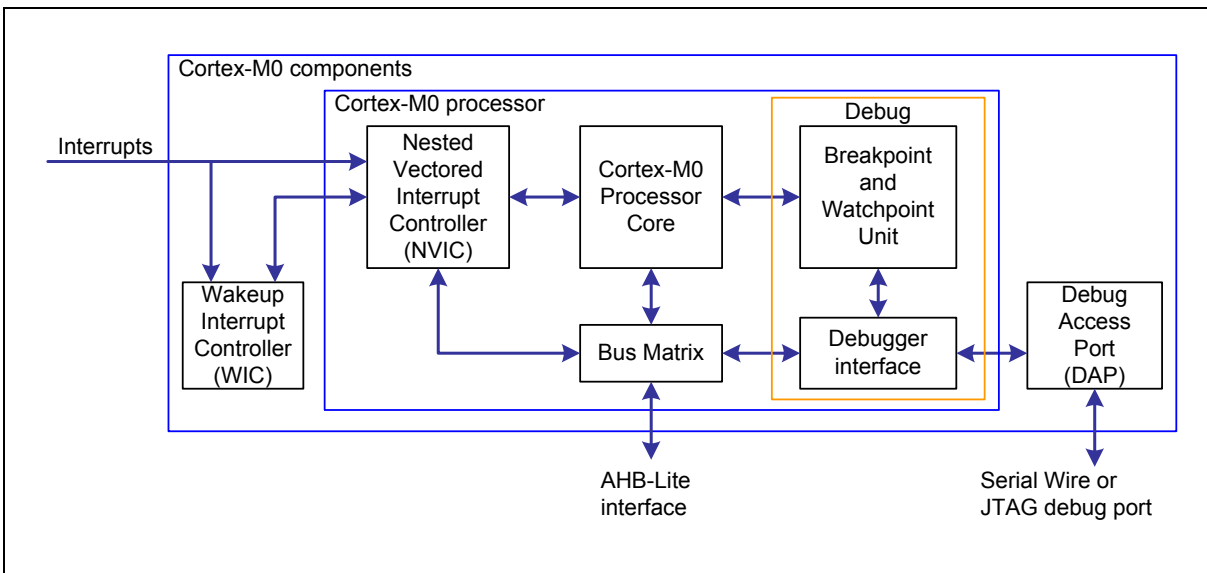 Cortex-M0 components
Cortex-M0 processor
Debug
Interrupts
Nested
Vectored
Interrupt
Controller
(NVIC)
Cortex-M0
Processor
Core
Breakpoint
and
Watchpoint
Unit
Wakeup
Interrupt
Controller
(WIC)
Bus Matrix
Debugger
interface
Debug
Access
Port
(DAP)
AHB-Lite
interface
Serial Wire or
JTAG debug port